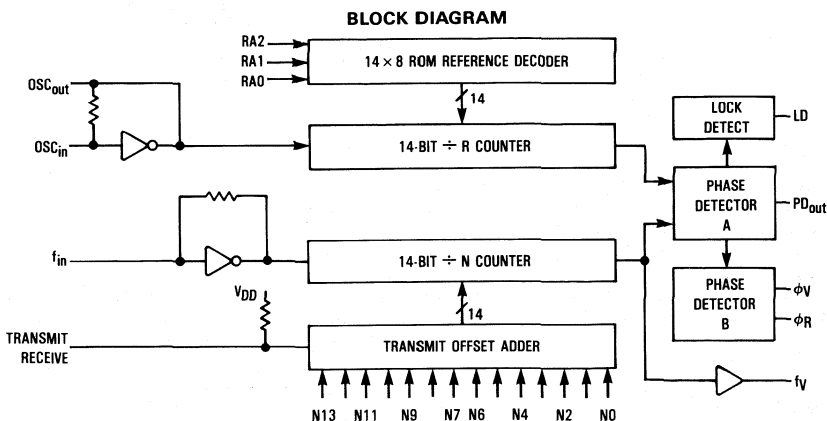 BLOCK DIAGRAM
RA2
RA1
RA0
14 × 8 ROM REFERENCE DECODER
OSCout
14
LOCK DETECT
LD
OSCin
14-BIT ÷ R COUNTER
PHASE DETECTOR A
PDout
fin
14-BIT ÷ N COUNTER
VDD
14
PHASE DETECTOR B
ϕV
ϕR
TRANSMIT
RECEIVE
TRANSMIT OFFSET ADDER
fV
N13 N11 N9 N7 N6 N4 N2 N0